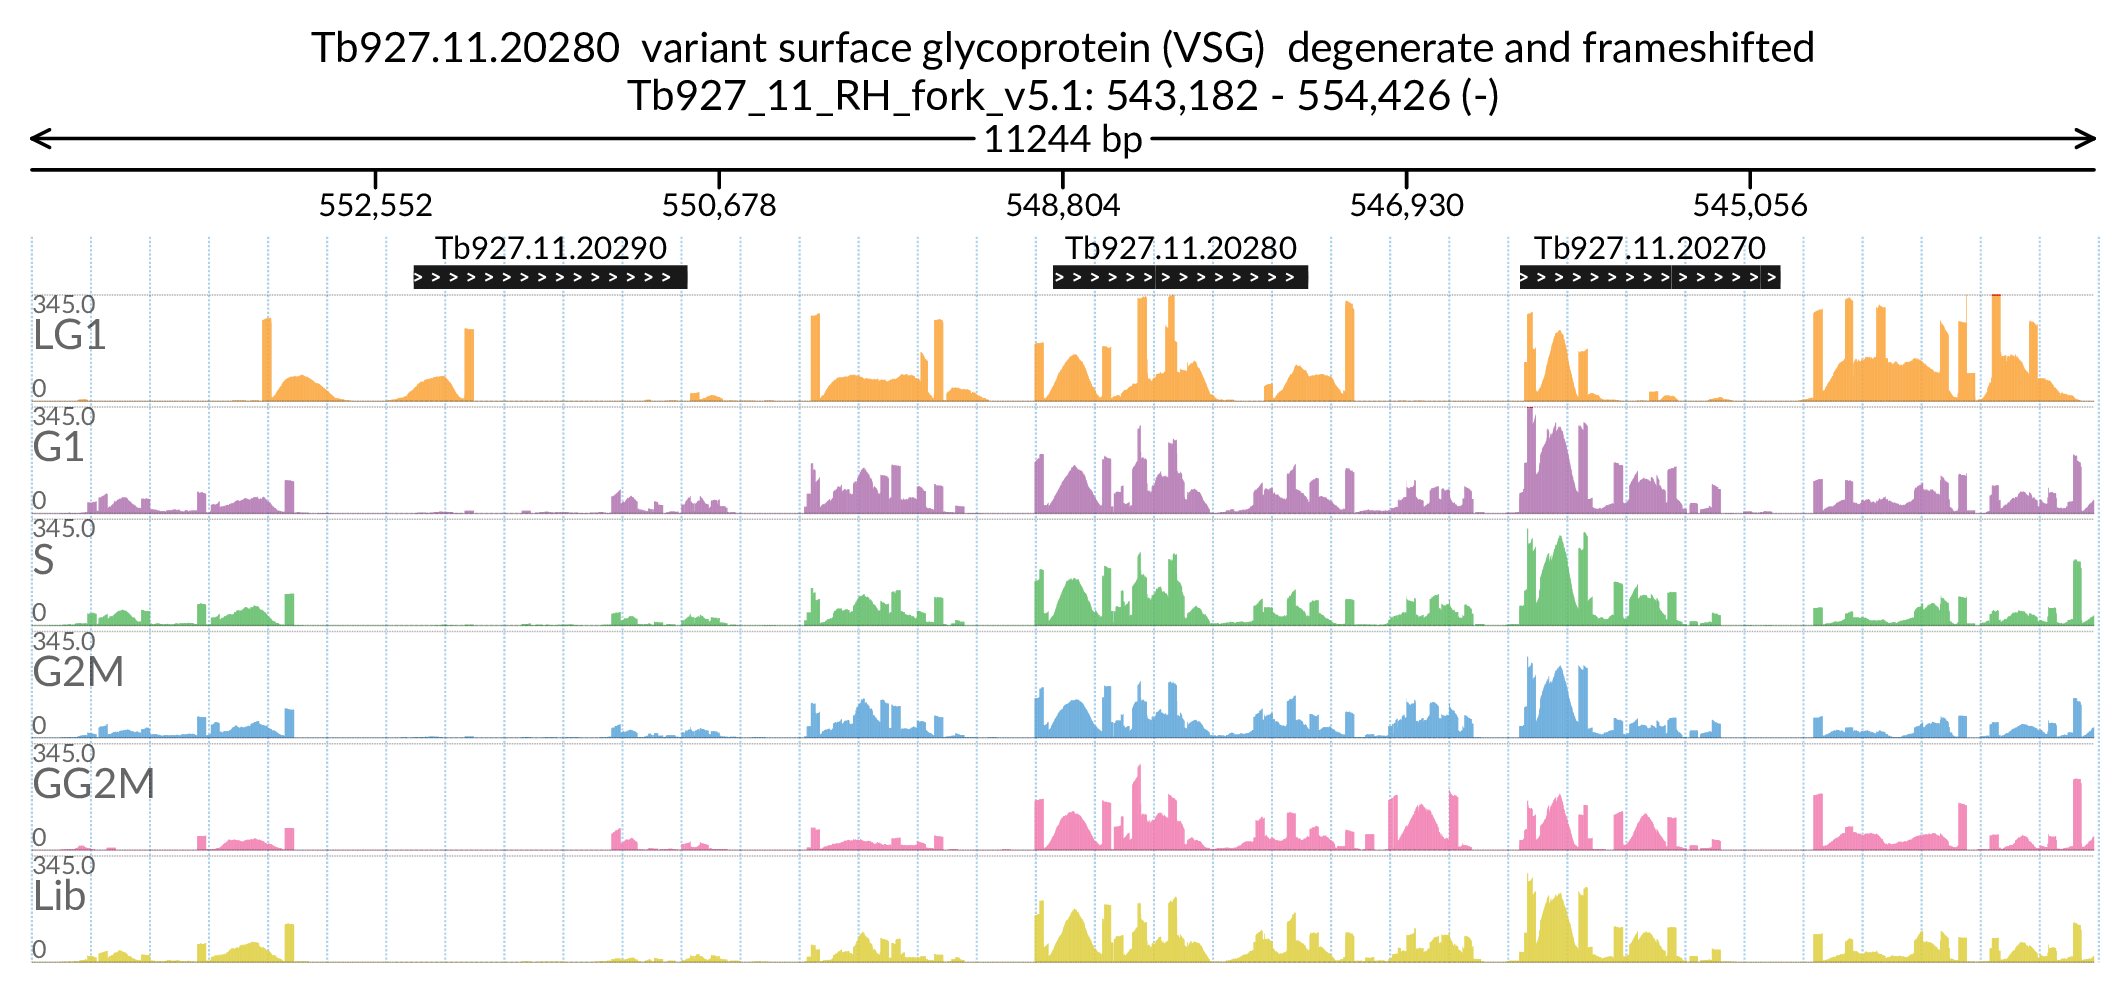 Tb927.11.20280 variant surface glycoprotein (VSG) degenerate and frameshifted
Tb927_11_RH_fork_v5.1: 543,182 - 554,426 (-)
11244 bp
552,552 550,678 548,804 546,930 545,056
Tb927.11.20290 Tb927.11.20280 Tb927.11.20270
345.0
LG1
0
345.0
G1
0
345.0
S
0
345.0
G2M
0
345.0
GG2M
0
345.0
Lib
0